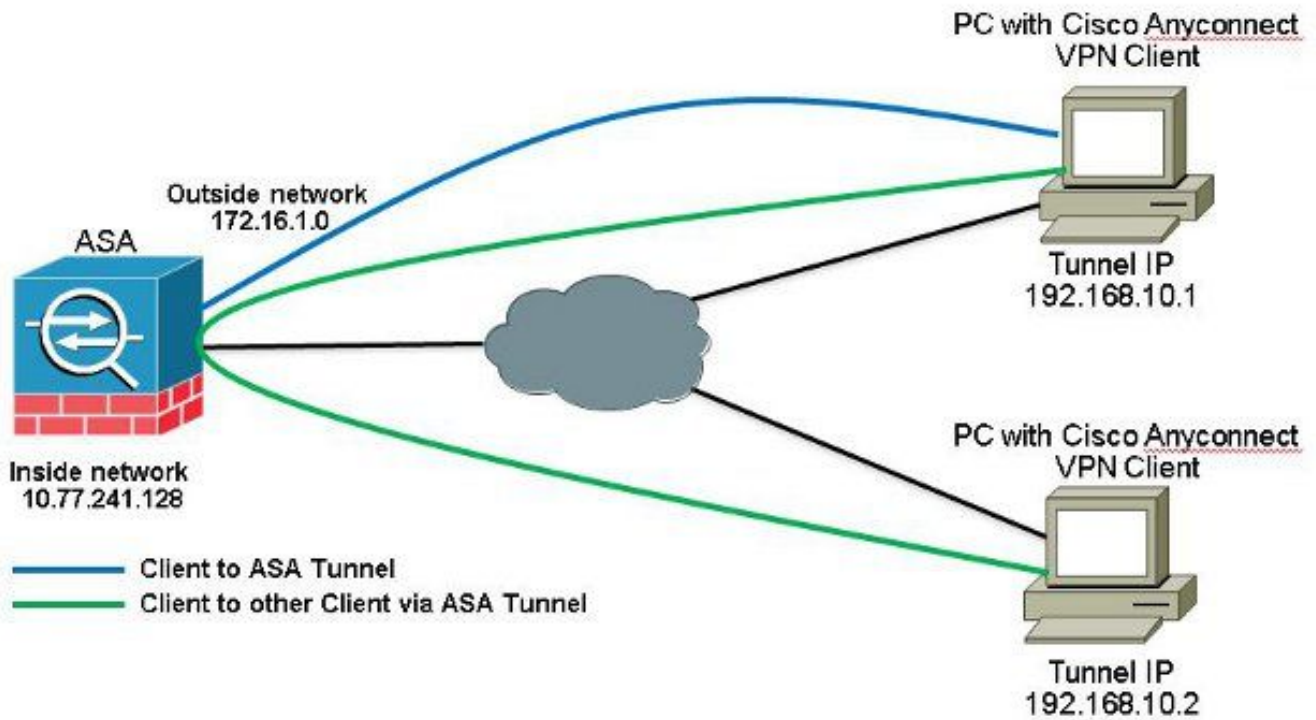 PC with Cisco Anyconnect
VPN Client
Outside network
172.16.1.0
ASA
Tunnel IP
192.168.10.1
PC with Cisco Anyconnect
VPN Client
Inside network
10.77.241.128
Client to ASA Tunnel
Client to other Client via ASA Tunnel
Tunnel IP
192.168.10.2